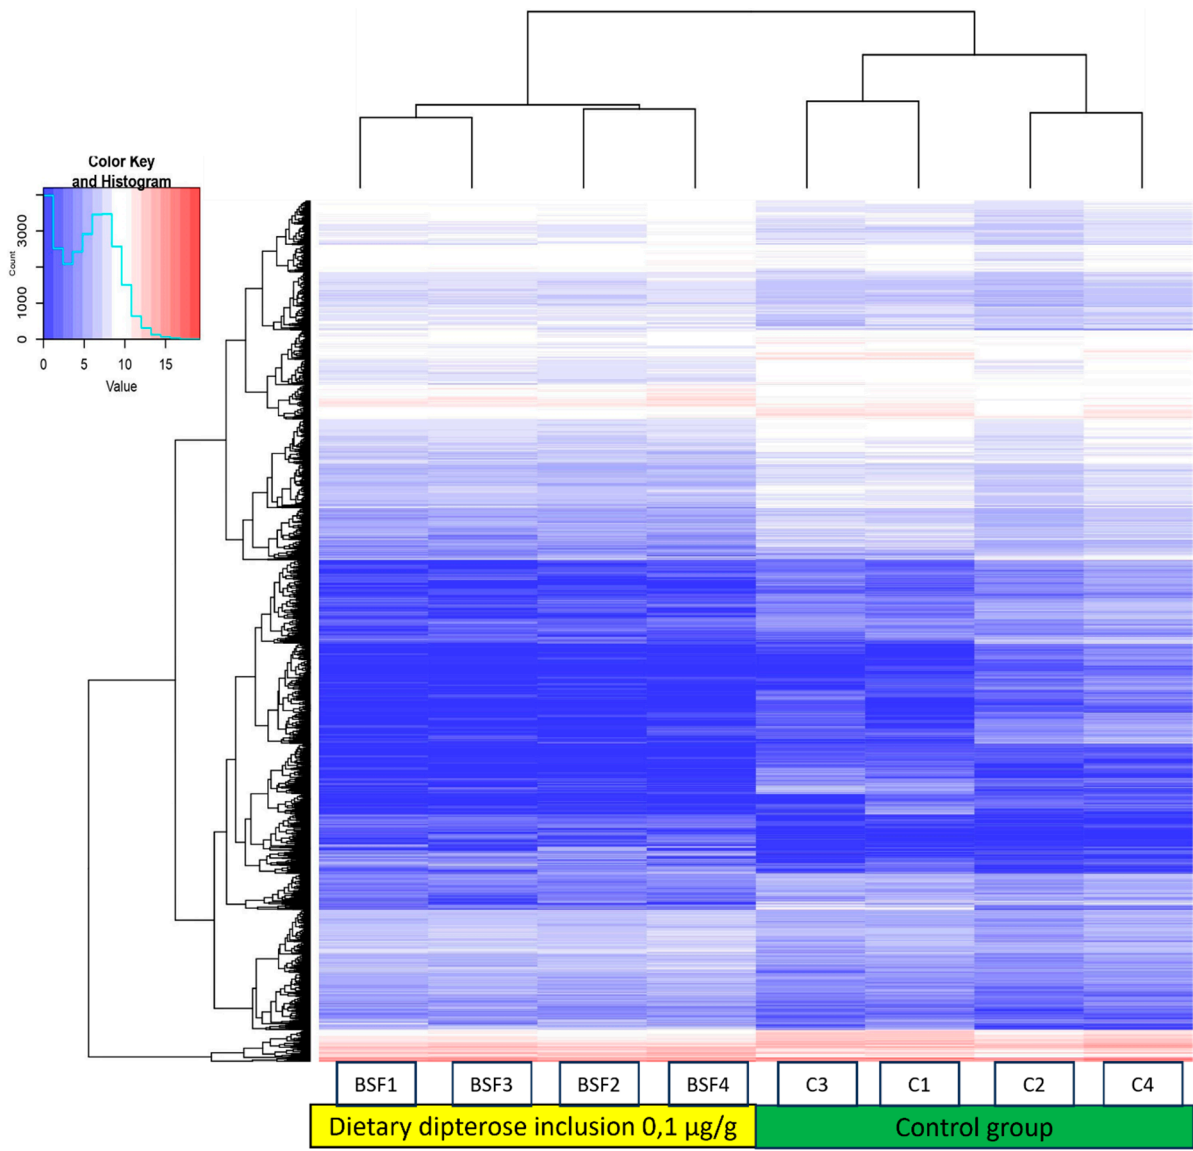 Color Key
and Histogram
Count
0 1000 3000
0 5 10 15
Value
BSF1 BSF3 BSF2 BSF4 C3 C1 C2 C4
Dietary dipterose inclusion 0,1 µg/g Control group